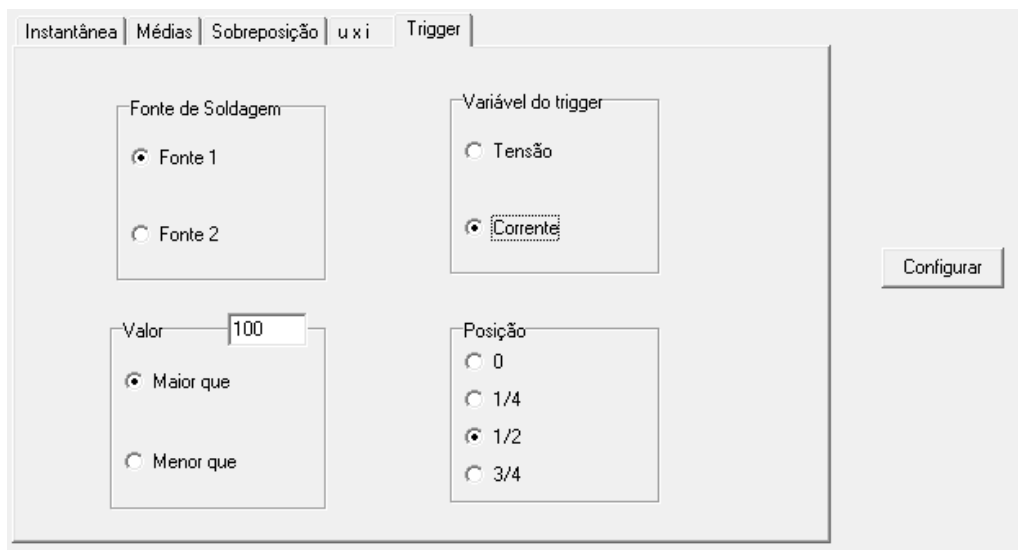 Instantânea
Médias
Sobreposição
u x i
Trigger
Fonte de Soldagem
Fonte 1
Fonte 2
Variável do trigger
Tensão
Corrente
Configurar
Valor 100
Maior que
Menor que
Posição
0
1/4
1/2
3/4